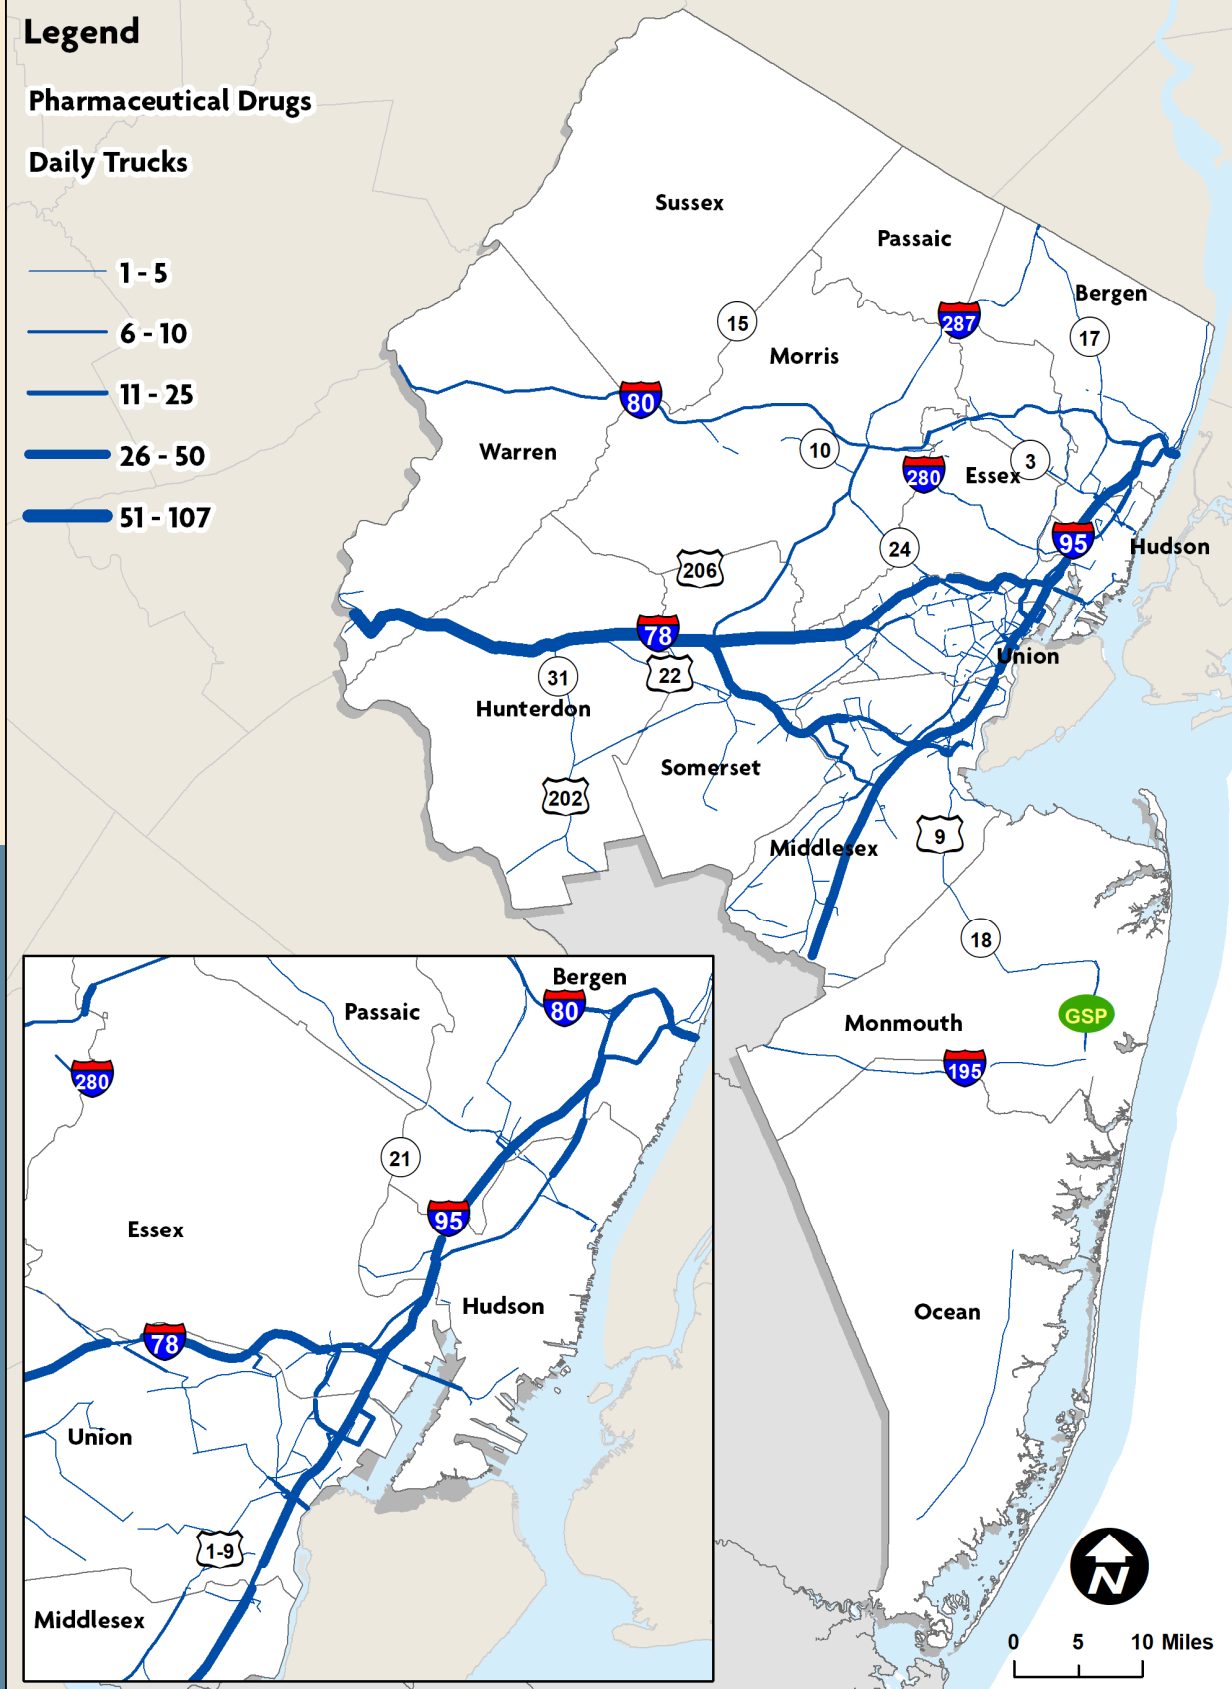 Legend
Pharmaceutical Drugs
Daily Trucks
1 - 5
6 - 10
11 - 25
26 - 50
51 - 107
Sussex
Passaic
Bergen
287
15
17
Morris
80
Warren
10
3
280
Essex
95
Hudson
24
206
78
Union
22
31
Hunterdon
Somerset
202
9
Middlesex
18
GSP
Monmouth
195
Ocean
N
0 5 10 Miles
Bergen
80
Passaic
280
21
95
Essex
Hudson
78
Union
1-9
Middlesex